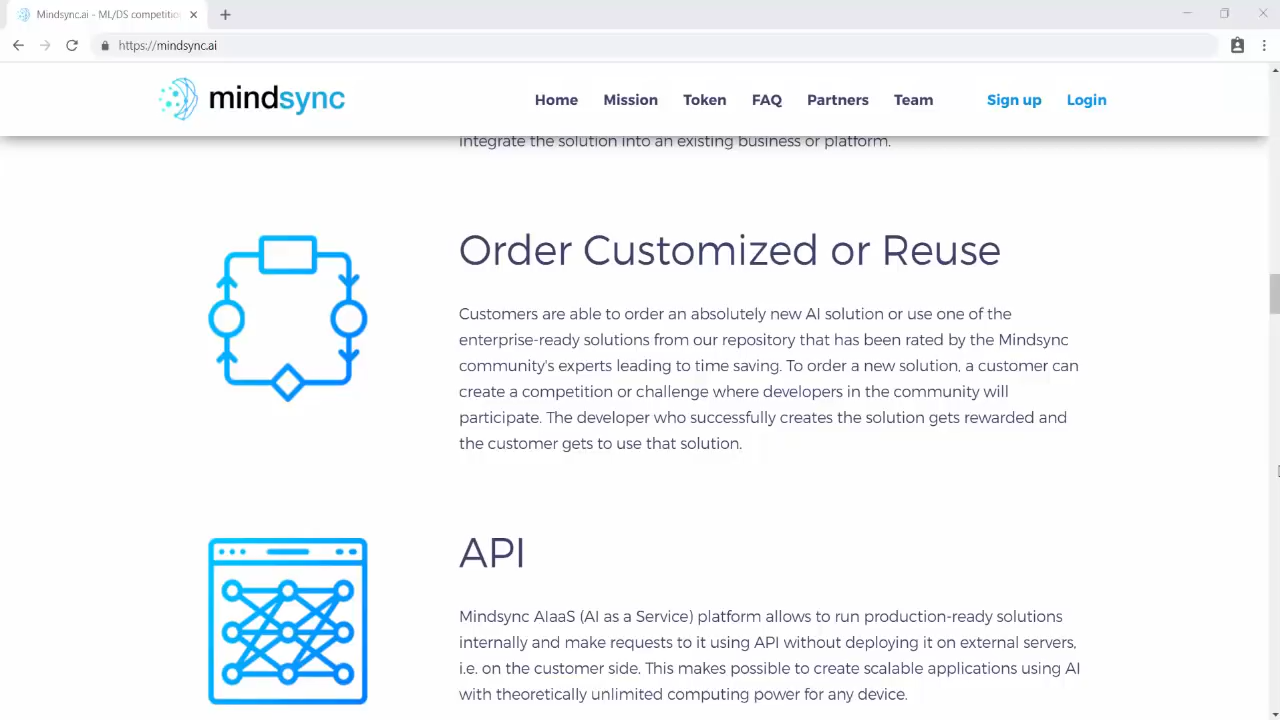 Mindsync.ai - ML/DS competitio
https://mindsync.ai
mindsync
Home Mission Token FAQ Partners Team Sign up Login
integrate the solution into an existing business or platform.
Order Customized or Reuse
Customers are able to order an absolutely new AI solution or use one of the
enterprise-ready solutions from our repository that has been rated by the Mindsync
community's experts leading to time saving. To order a new solution, a customer can
create a competition or challenge where developers in the community will
participate. The developer who successfully creates the solution gets rewarded and
the customer gets to use that solution.
API
Mindsync AIaaS (AI as a Service) platform allows to run production-ready solutions
internally and make requests to it using API without deploying it on external servers,
i.e. on the customer side. This makes possible to create scalable applications using AI
with theoretically unlimited computing power for any device.